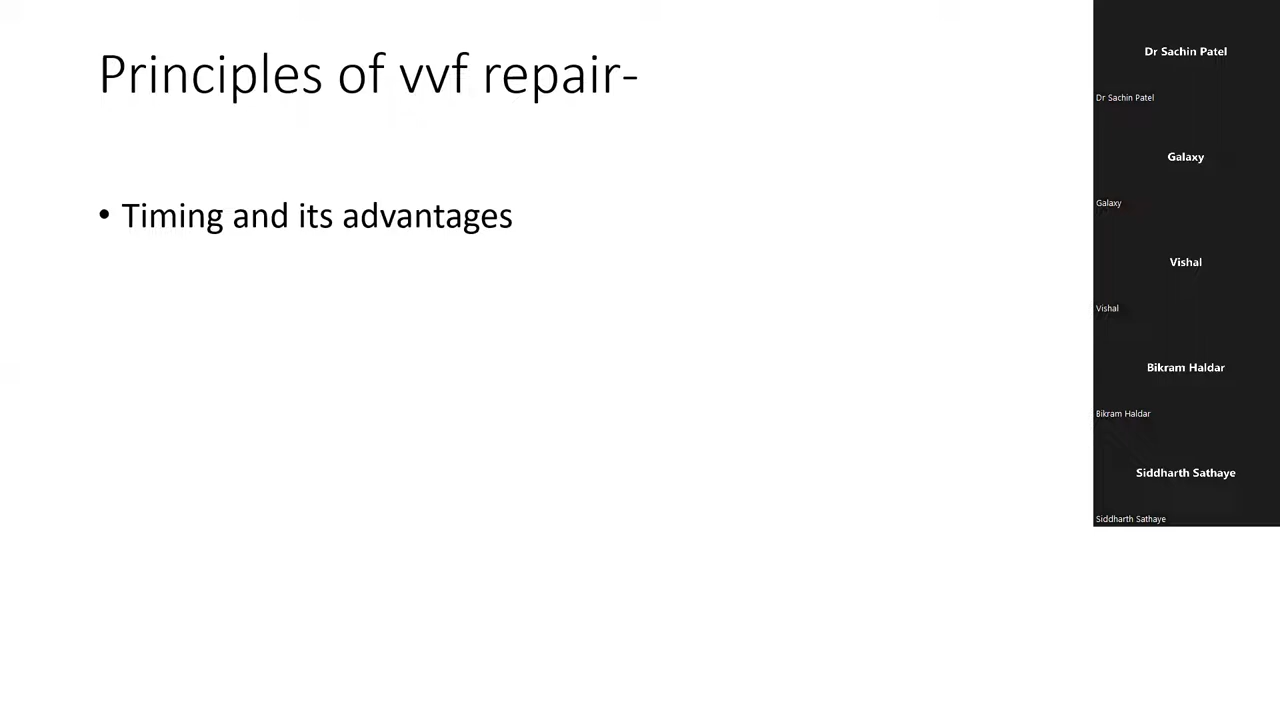 Principles of vvf repair-
• Timing and its advantages
Dr Sachin Patel
Dr Sachin Patel
Galaxy
Galaxy
Vishal
Vishal
Bikram Haldar
Bikram Haldar
Siddharth Sathaye
Siddharth Sathaye